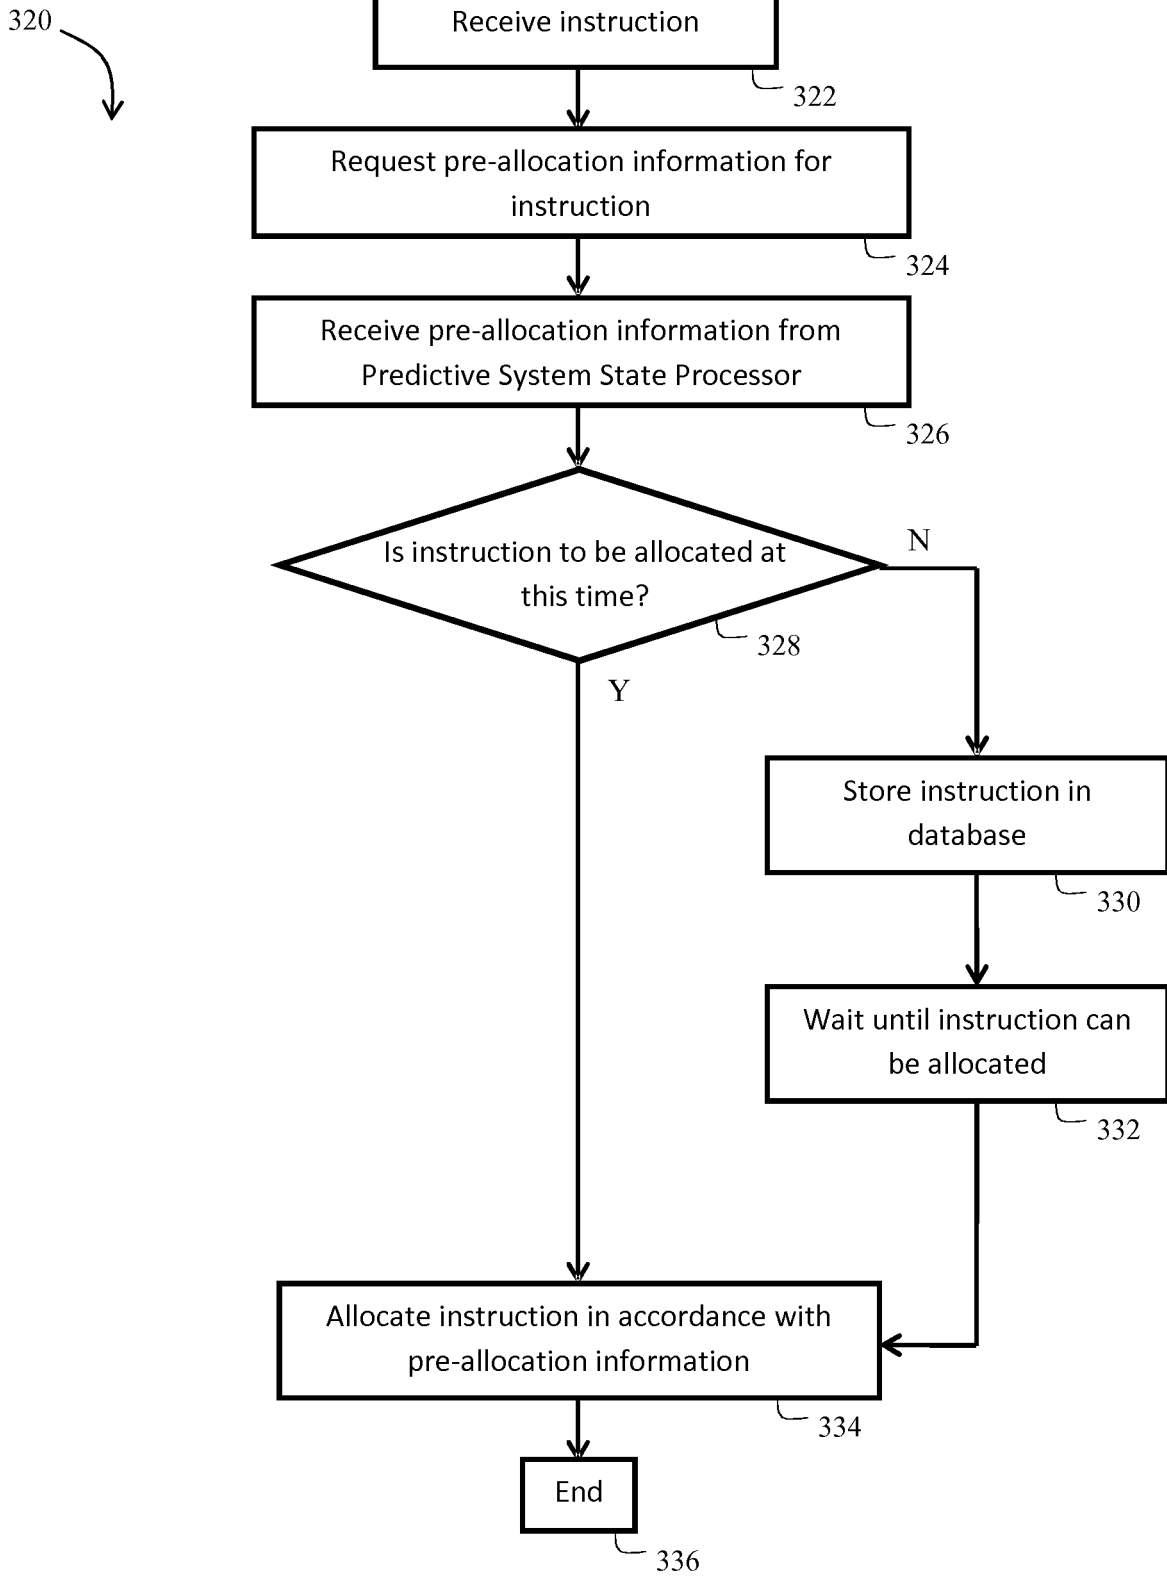 320
Receive instruction
322
Request pre-allocation information for
instruction
324
Receive pre-allocation information from
Predictive System State Processor
326
Is instruction to be allocated at
this time?
N
328
Y
Store instruction in
database
330
Wait until instruction can
be allocated
332
Allocate instruction in accordance with
pre-allocation information
334
End
336